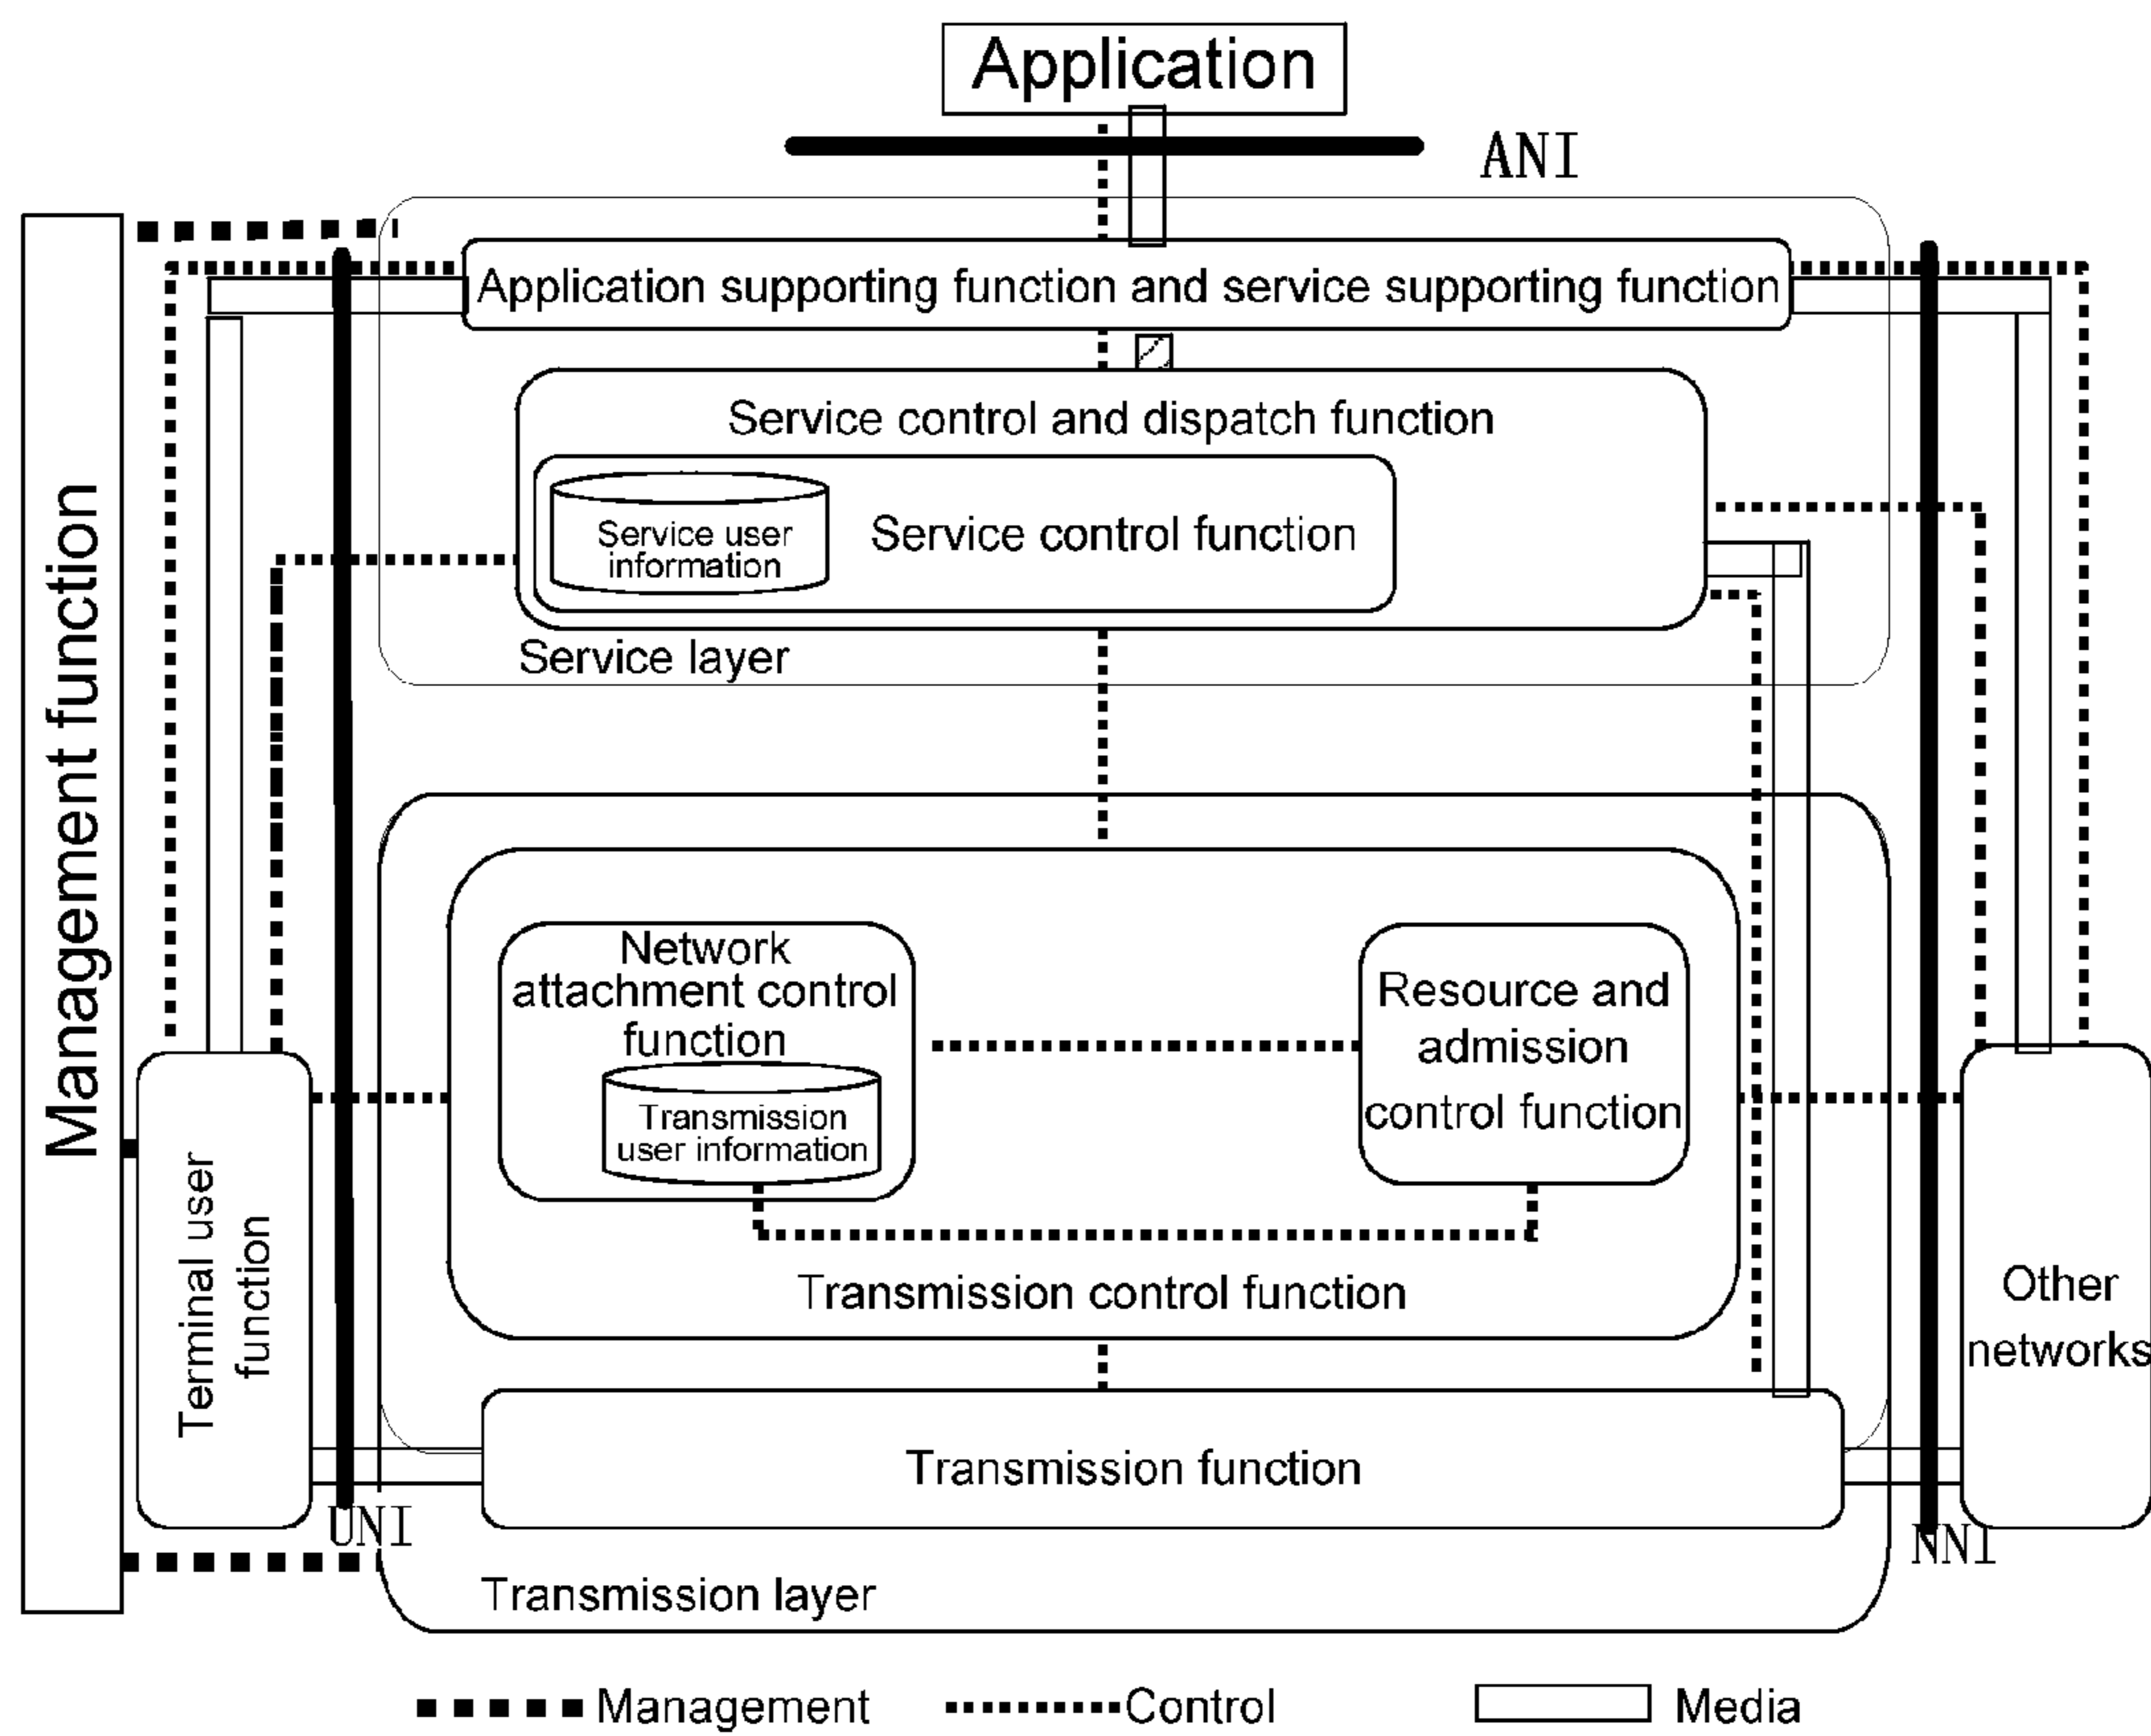 Application
ANI
Application supporting function and service supporting function
Service control and dispatch function
Service user
information
Service control function
Service layer
Management function
Network
attachment control
function
Transmission
user information
Resource and
admission
control function
Transmission control function
Terminal user
function
Other
networks
Transmission function
UNI
NNI
Transmission layer
Management
Control
Media